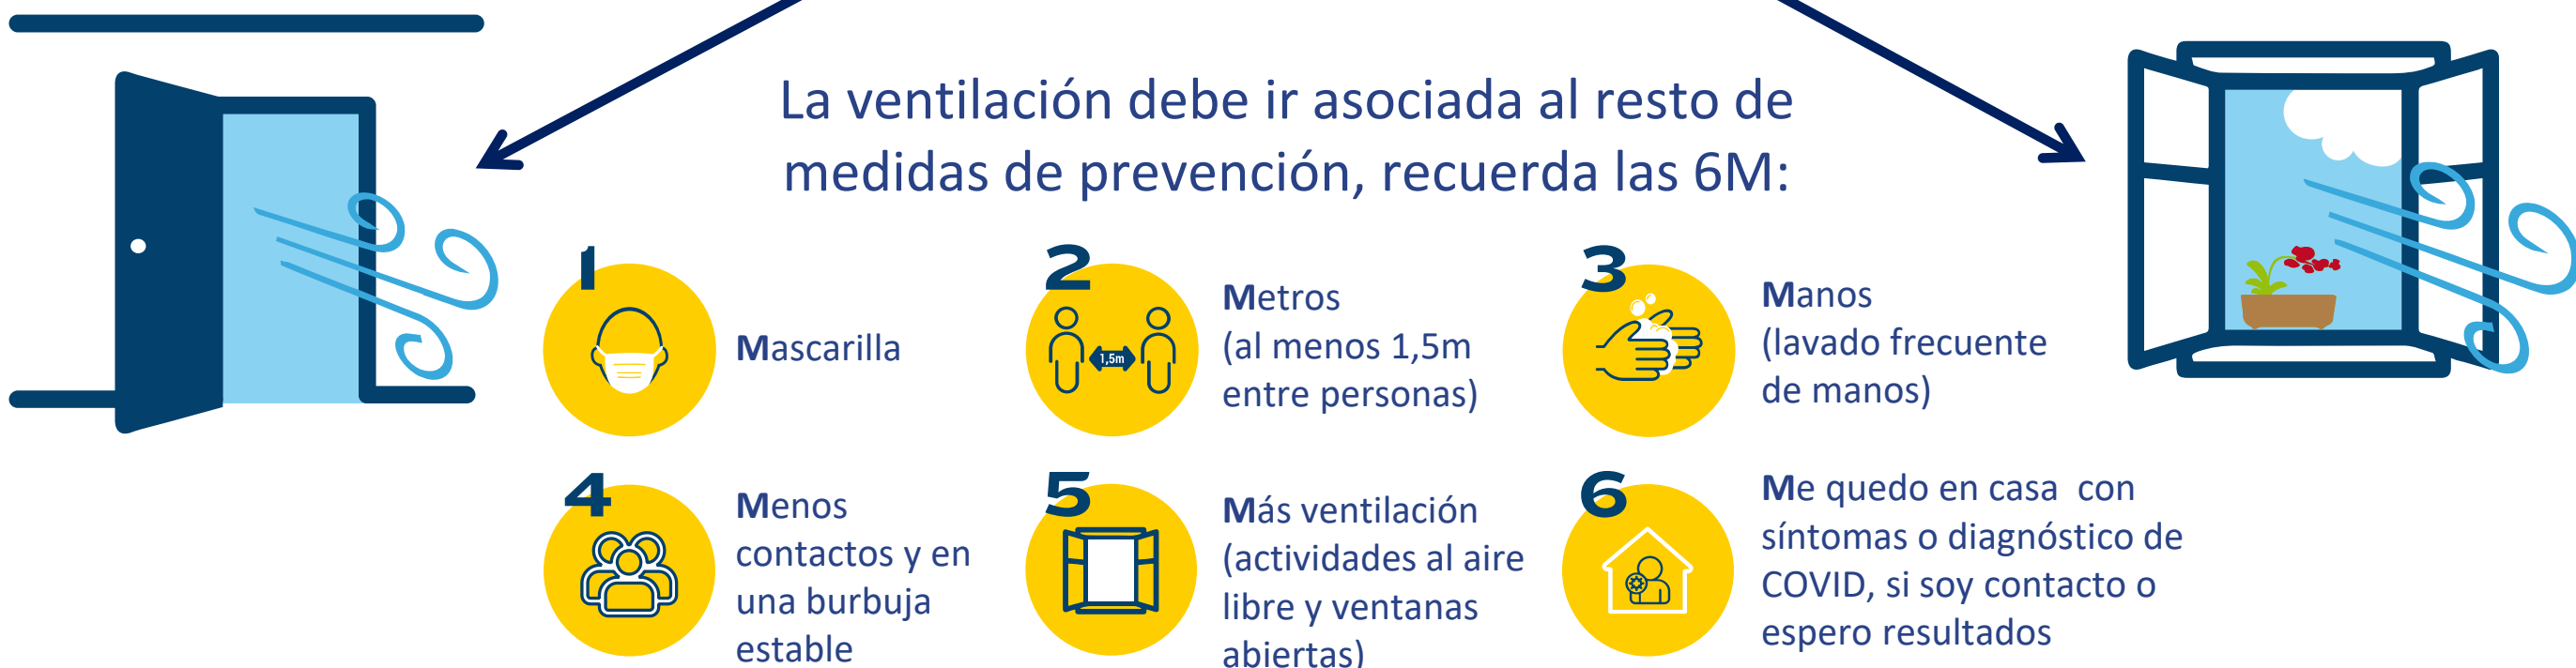 La ventilación debe ir asociada al resto de
medidas de prevención, recuerda las 6M:
1
Mascarilla
2
1,5m
Metros
(al menos 1,5m
entre personas)
3
Manos
(lavado frecuente
de manos)
4
Menos
contactos y en
una burbuja
estable
5
Más ventilación
(actividades al aire
libre y ventanas
abiertas)
6
Me quedo en casa con
síntomas o diagnóstico de
COVID, si soy contacto o
espero resultados